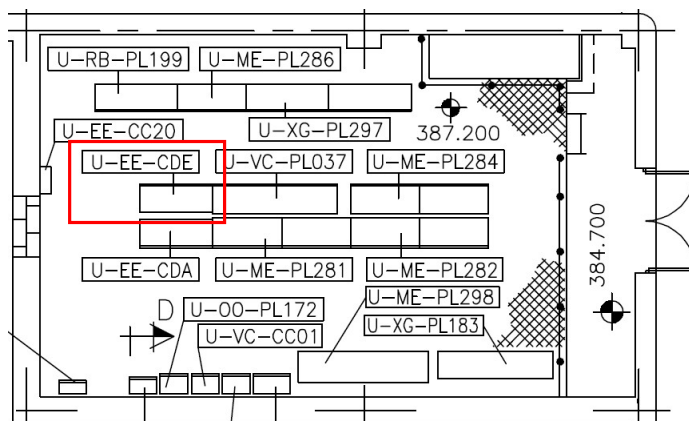 U-RB-PL199
U-ME-PL286
U-EE-CC20
U-XG-PL297
387.200
U-EE-CDE
U-VC-PL037
U-ME-PL284
384.700
U-EE-CDA
U-ME-PL281
U-ME-PL282
D
U-OO-PL172
U-ME-PL298
U-VC-CC01
U-XG-PL183